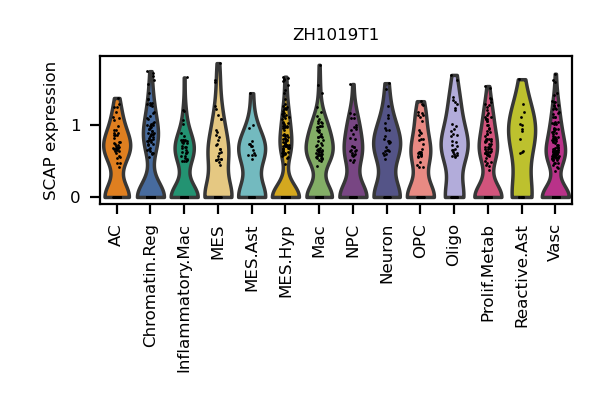 ZH1019T1
SCAP expression
1
0
AC
Chromatin.Reg
Inflammatory.Mac
MES
MES.Ast
MES.Hyp
Mac
NPC
Neuron
OPC
Oligo
Prolif.Metab
Reactive.Ast
Vasc